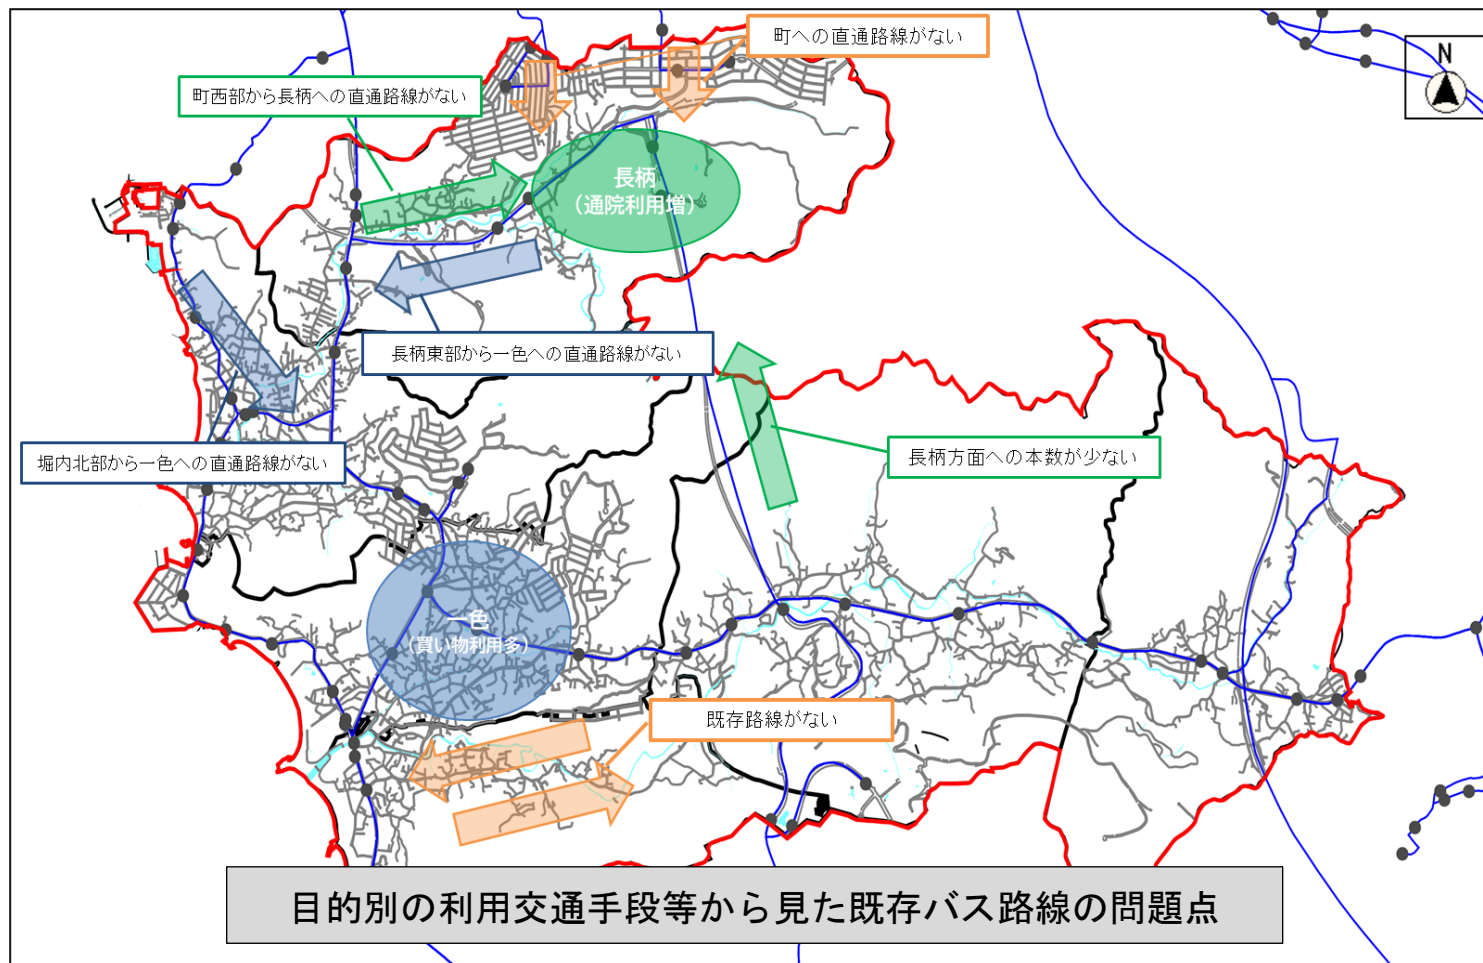 町への直通路線がない
N
町西部から長柄への直通路線がない
長柄
（通院利用増）
長柄東部から一色への直通路線がない
堀内北部から一色への直通路線がない
長柄方面への本数が少ない
一色
（買い物利用多）
既存路線がない
目的別の利用交通手段等から見た既存バス路線の問題点